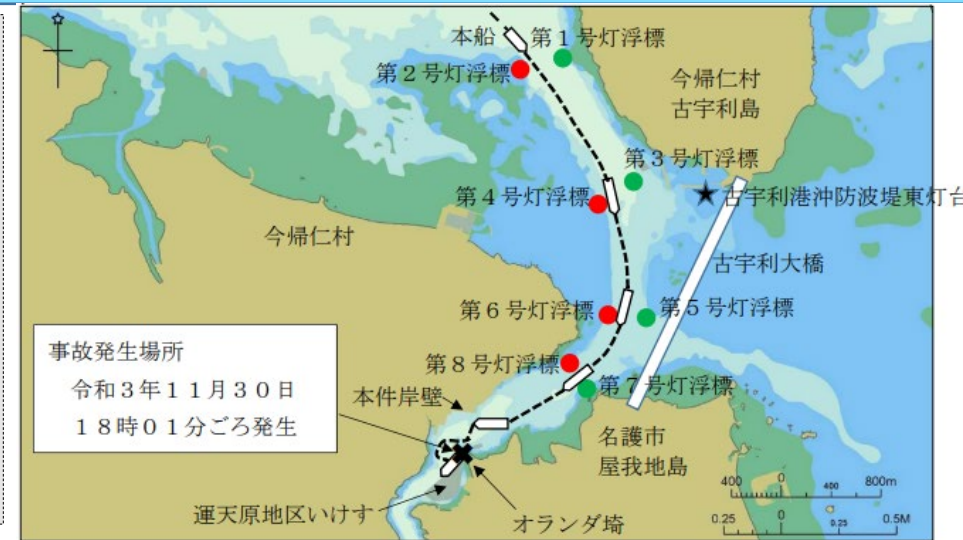 本船
第1号灯浮標
第2号灯浮標
今帰仁村
古宇利島
第3号灯浮標
第4号灯浮標
古宇利港沖防波堤東灯台
今帰仁村
古宇利大橋
第6号灯浮標
第5号灯浮標
事故発生場所
令和3年11月30日
18時01分ごろ発生
第8号灯浮標
第7号灯浮標
本件岸壁
名護市
屋我地島
運天原地区いけす
オランダ埼
400 0 400 800m
0.25 0 0.25 0.5M